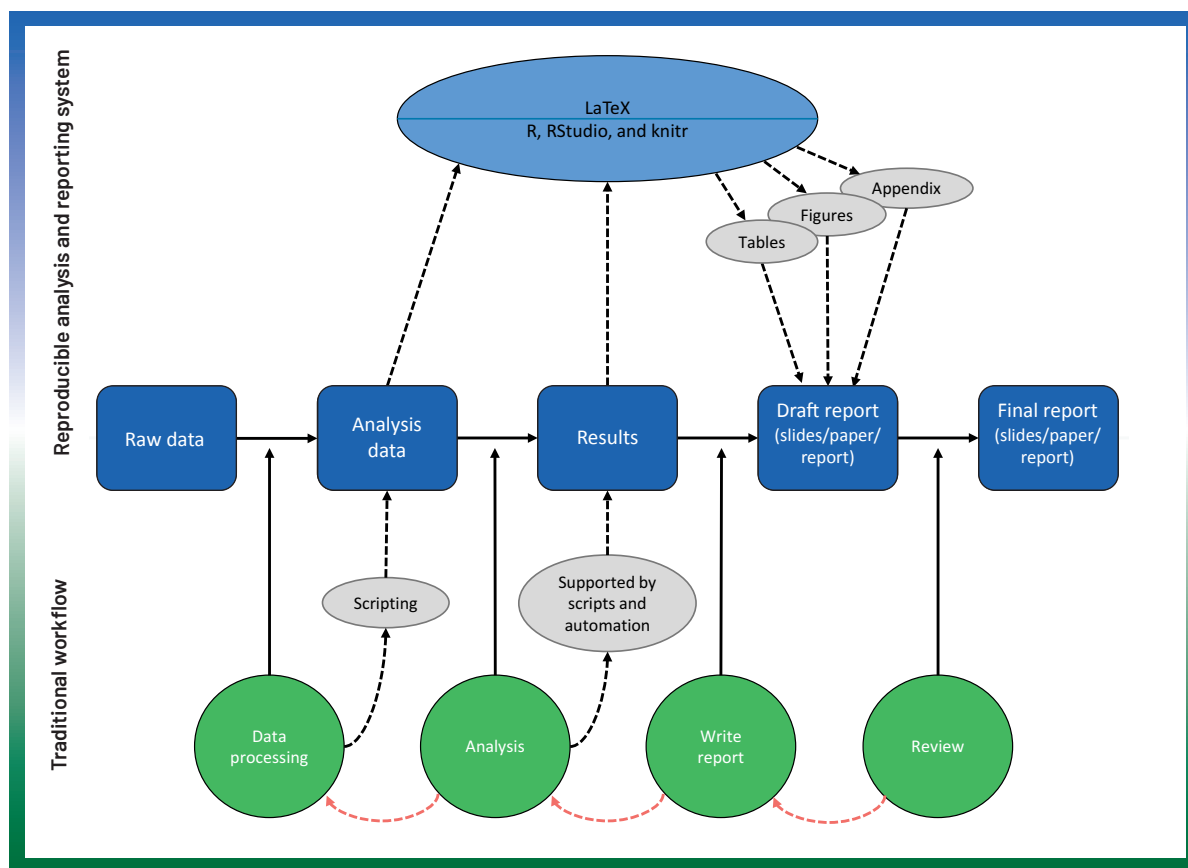 Reproducible analysis and reporting system
LaTeX
R, RStudio, and knitr
Appendix
Figures
Tables
Raw data
Analysis
data
Results
Draft report
(slides/paper/
report)
Final report
(slides/paper/
report)
Traditional workflow
Scripting
Supported by
scripts and
automation
Data
processing
Analysis
Write
report
Review